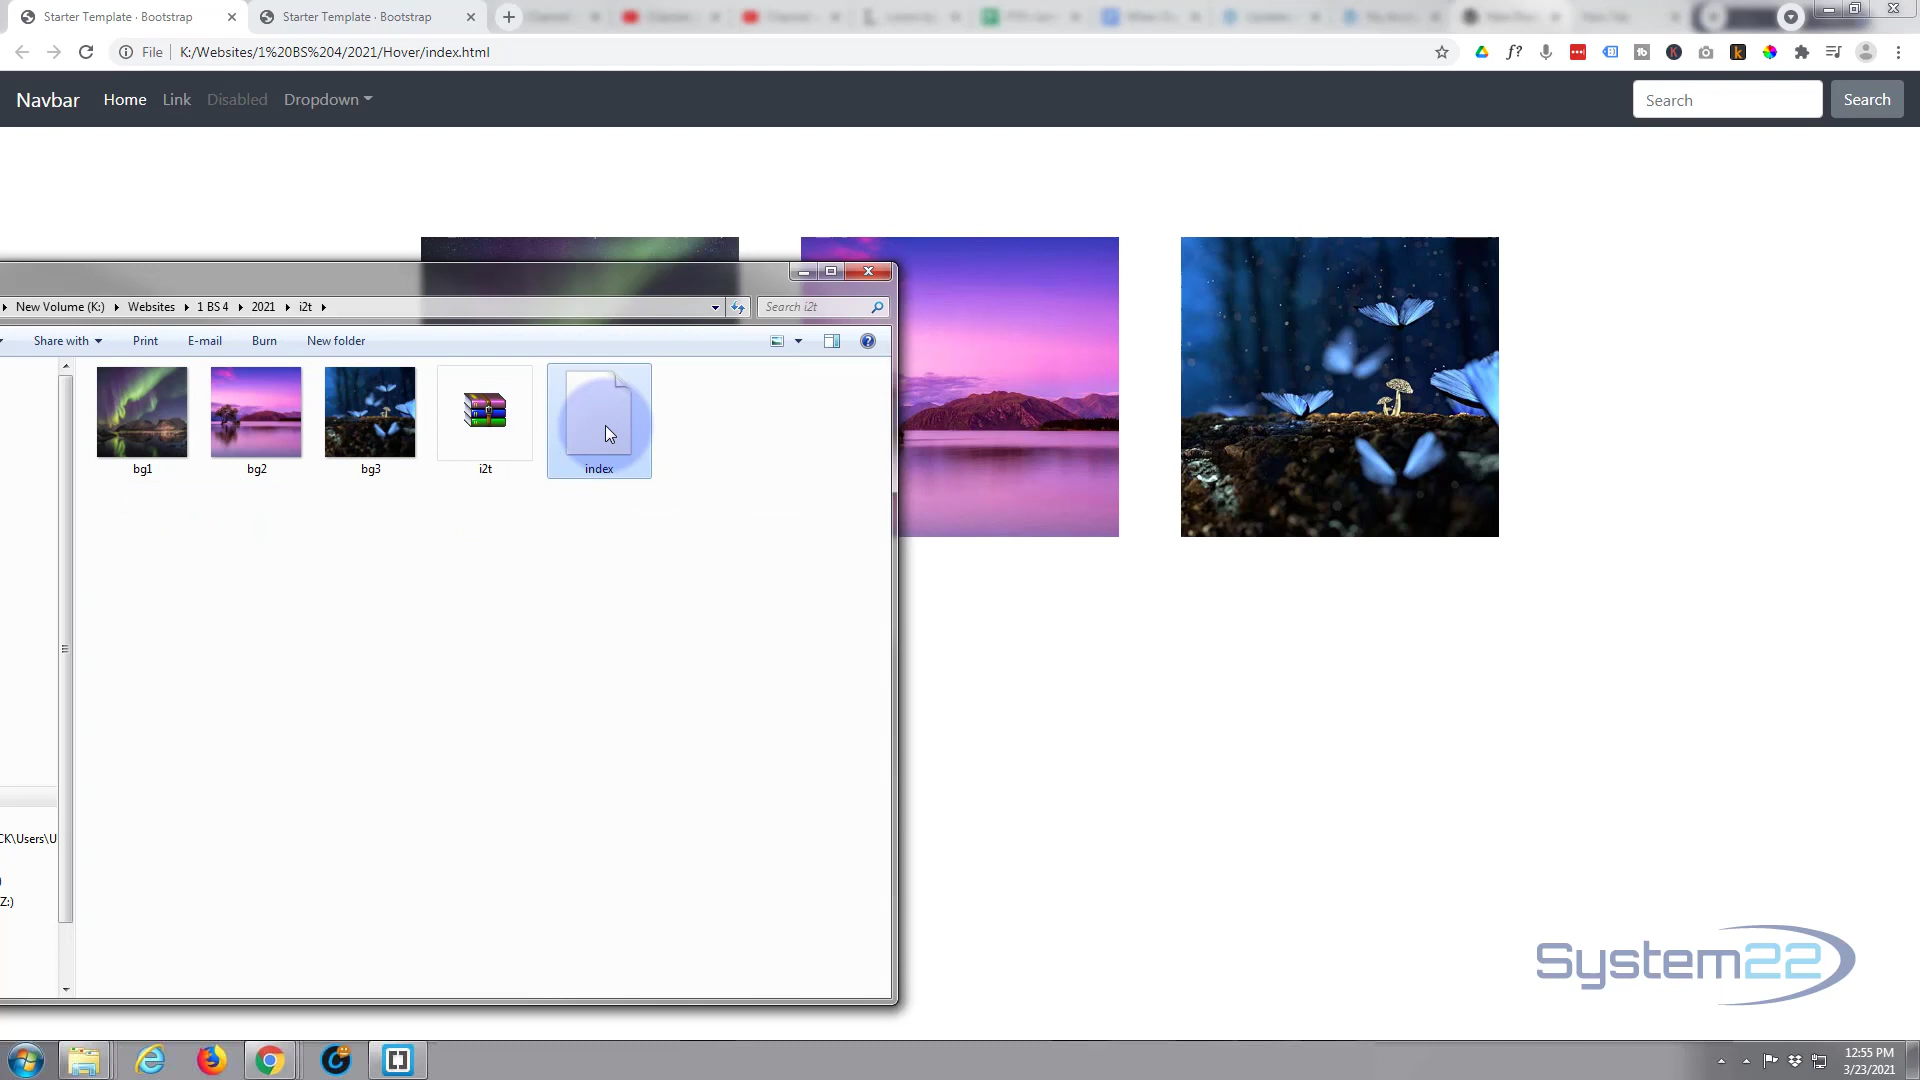 Starter Template · Bootstrap
Starter Template · Bootstrap
File
K:/Websites/1%20BS%204/2021/Hover/index.html
Navbar
Home
Link
Disabled
Dropdown
Search
Search
New Volume (K:)
Websites
1 BS 4
2021
i2t
Search i2t
Share with
Print
E-mail
Burn
New folder
bg1
bg2
bg3
i2t
index
CK\Users\U
Z:)
System22
12:55 PM
3/23/2021